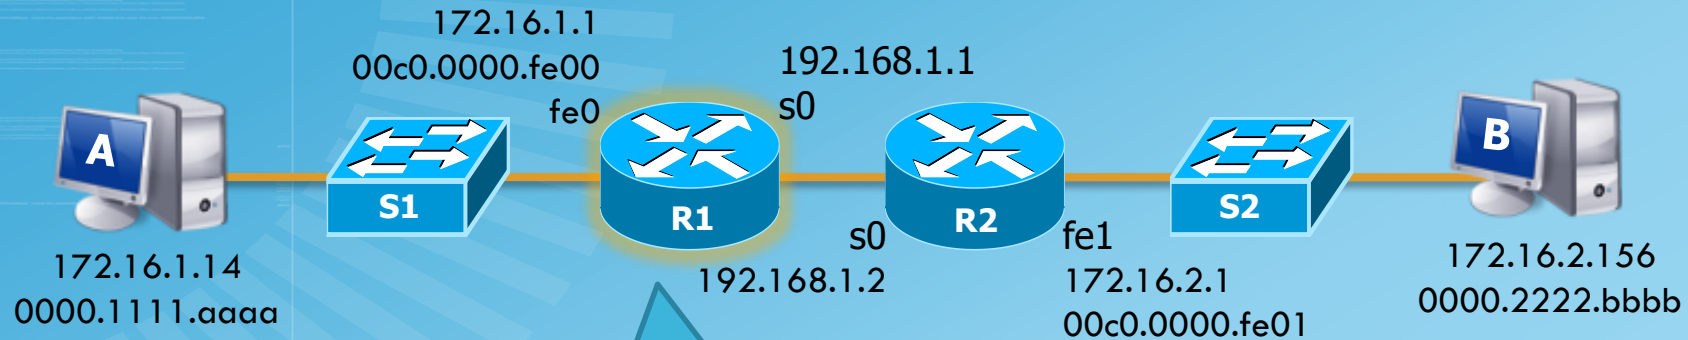 172.16.1.1
00c0.0000.fe00
fe0
192.168.1.1
s0
A
S1
R1
R2
S2
B
172.16.1.14
0000.1111.aaaa
s0
192.168.1.2
fe1
172.16.2.1
00c0.0000.fe01
172.16.2.156
0000.2222.bbbb